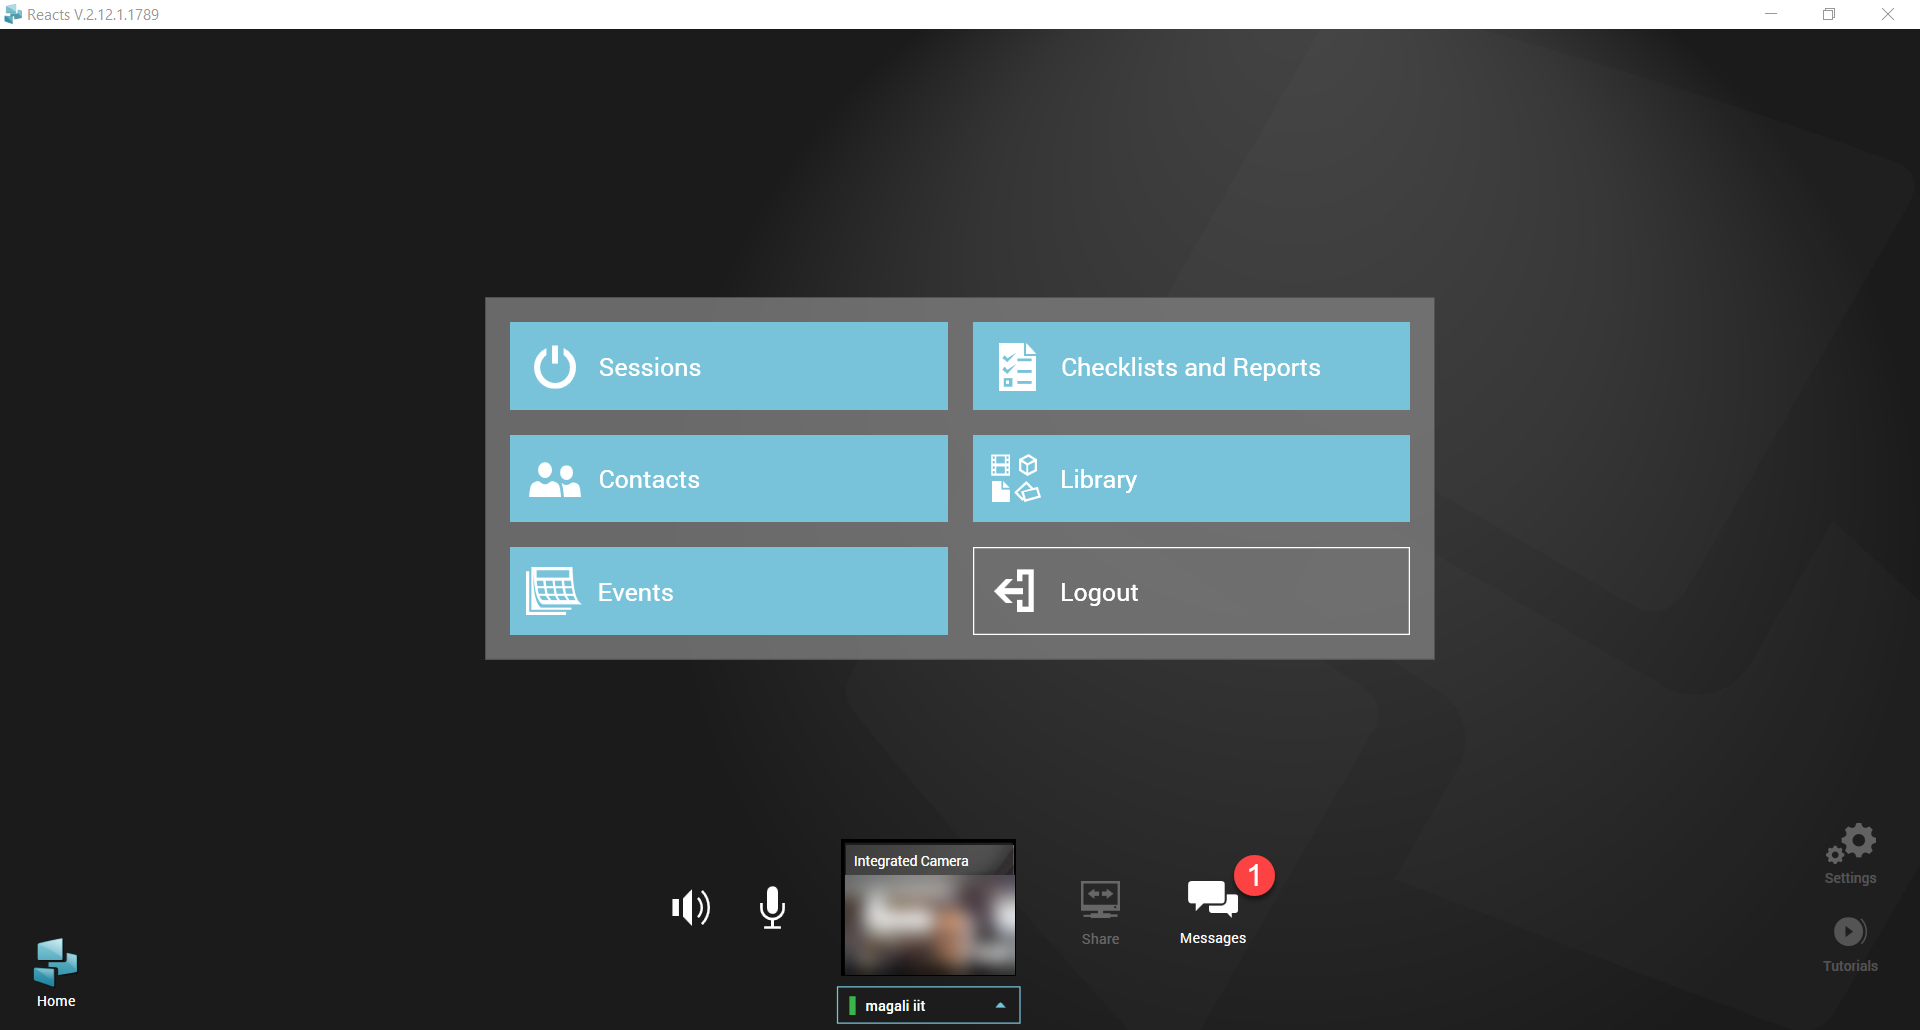 Reacts V.2.12.1.1789
Sessions
Checklists and Reports
Contacts
Library
Events
Logout
Integrated Camera
1
Share
Messages
Settings
Tutorials
Home
magali iit